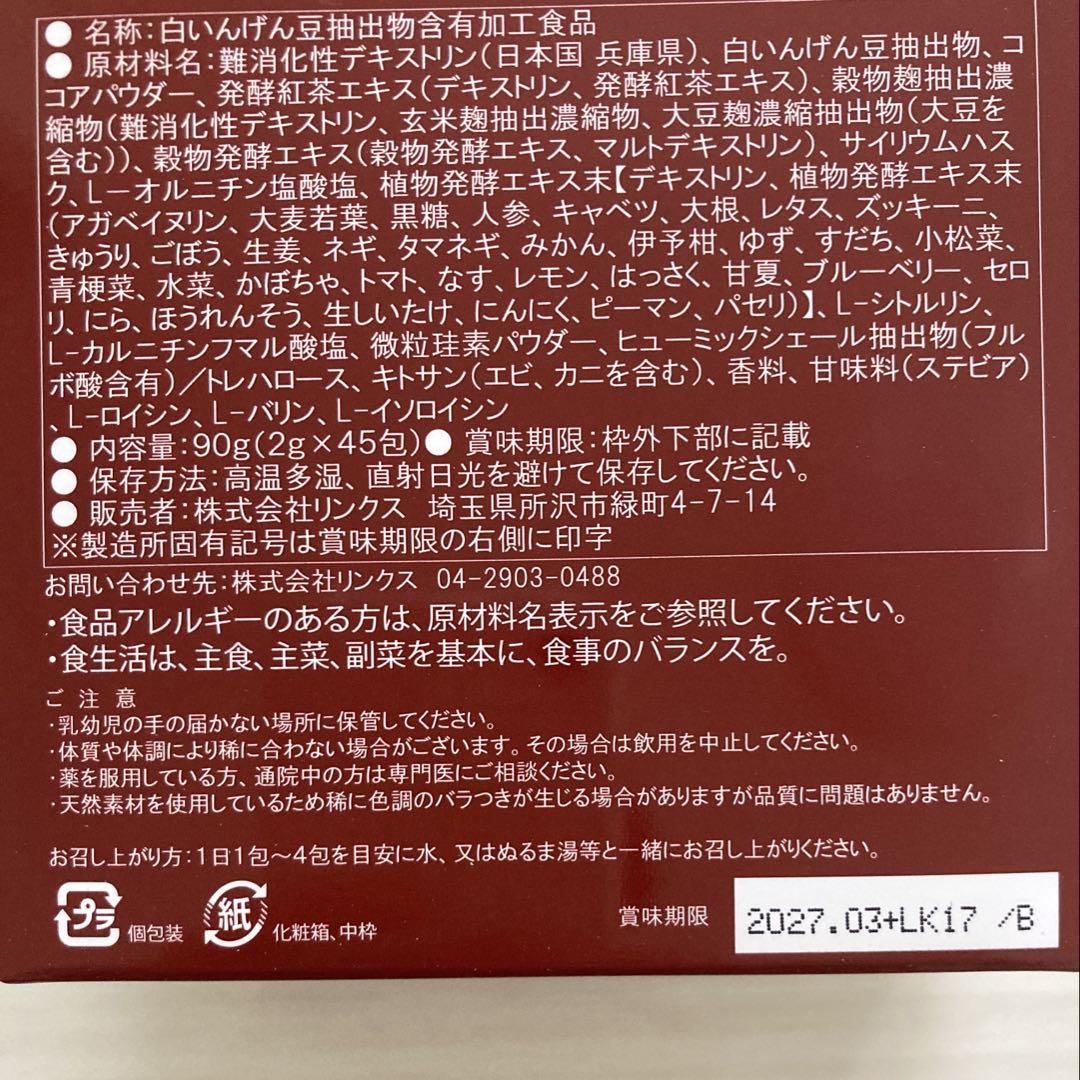 ● 名称:白いんげん豆抽出物含有加工食品
● 原材料名:難消化性デキストリン(日本国 兵庫県)、白いんげん豆抽出物、コ
コアパウダー、発酵紅茶エキス(デキストリン、発酵紅茶エキス)、穀物麹抽出濃
縮物(難消化性デキストリン、玄米麹抽出濃縮物、大豆麹濃縮抽出物(大豆を
含む))、穀物発酵エキス(穀物発酵エキス、マルトデキストリン)、サイリウムハス
ク、L－オルニチン塩酸塩、植物発酵エキス末【デキストリン、植物発酵エキス末
(アガベイヌリン、大麦若葉、黒糖、人参、キャベツ、大根、レタス、ズッキーニ、
きゅうり、ごぼう、生姜、ネギ、タマネギ、みかん、伊予柑、ゆず、すだち、小松菜、
青梗菜、水菜、かぼちゃ、トマト、なす、レモン、はっさく、甘夏、ブルーベリー、セロ
リ、にら、ほうれんそう、生しいたけ、にんにく、ピーマン、パセリ)】、L-シトルリン、
L-カルニチンフマル酸塩、微粒珪素パウダー、ヒューミックシェール抽出物(フル
ボ酸含有)／トレハロース、キトサン(エビ、カニを含む)、香料、甘味料(ステビア)
、L-ロイシン、L-バリン、L-イソロイシン
● 内容量:90g(2g×45包)● 賞味期限:枠外下部に記載
● 保存方法:高温多湿、直射日光を避けて保存してください。
● 販売者:株式会社リンクス 埼玉県所沢市緑町4-7-14
※製造所固有記号は賞味期限の右側に印字
お問い合わせ先:株式会社リンクス 04-2903-0488
・食品アレルギーのある方は、原材料名表示をご参照してください。
・食生活は、主食、主菜、副菜を基本に、食事のバランスを。
ご 注 意
・乳幼児の手の届かない場所に保管してください。
・体質や体調により稀に合わない場合がございます。その場合は飲用を中止してください。
・薬を服用している方、通院中の方は専門医にご相談ください。
・天然素材を使用しているため稀に色調のバラつきが生じる場合がありますが品質に問題はありません。
お召し上がり方:1日1包～4包を目安に水、又はぬるま湯等と一緒にお召し上がりください。
プラ 個包装 紙 化粧箱、中枠
賞味期限 2027.03+LK17 /B